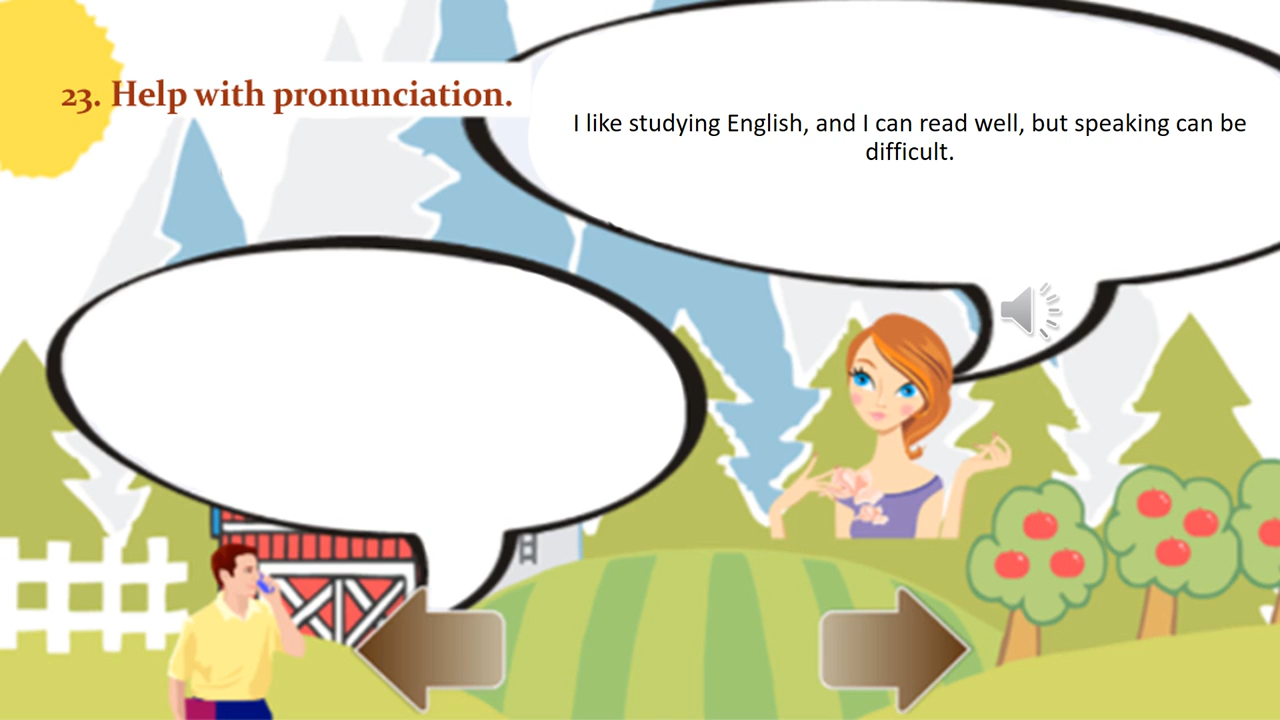 23. Help with pronunciation.
I like studying English, and I can read well, but speaking can be
difficult.